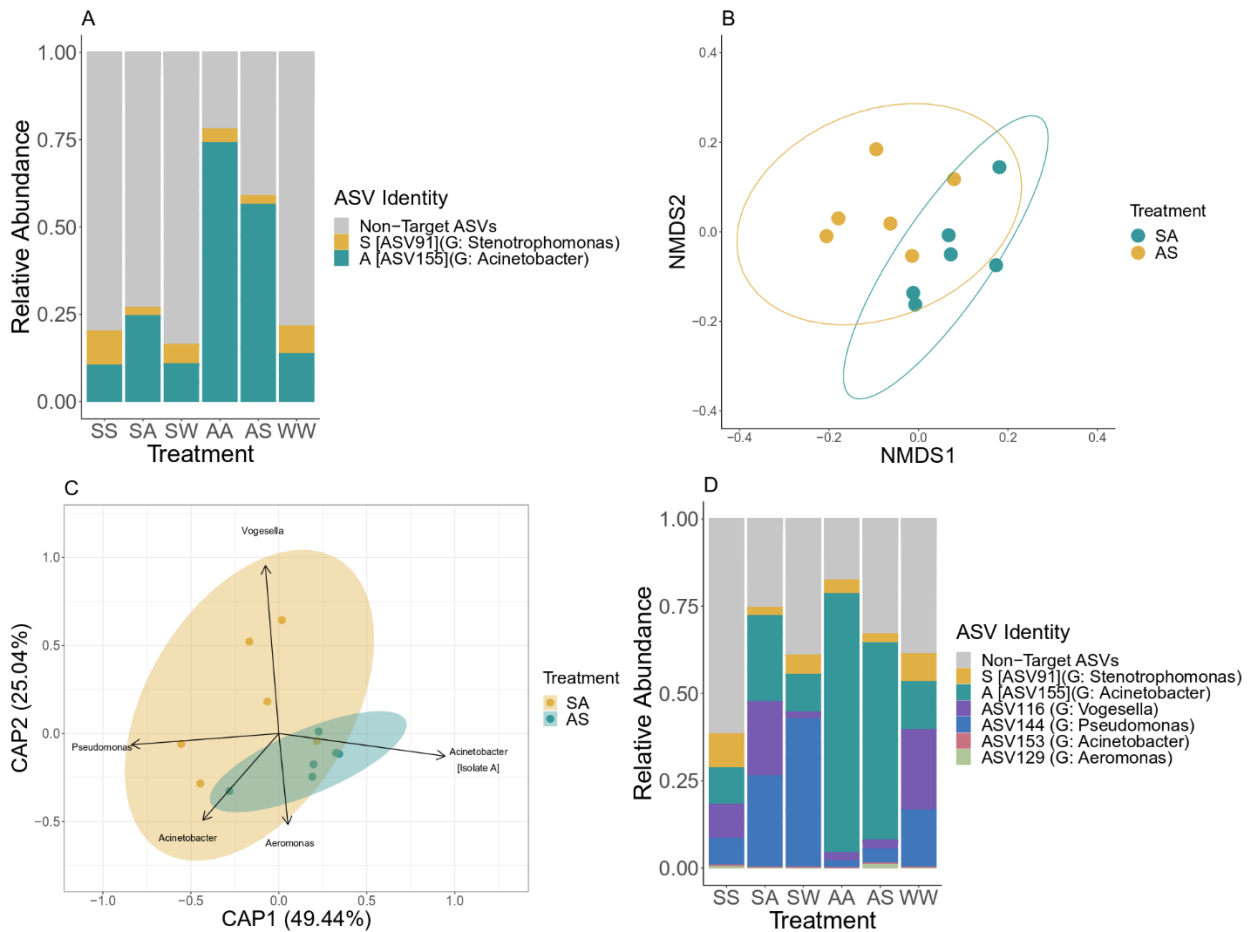 A
1.00
0.75
0.50
0.25
0.00
Relative Abundance
SS SA SW AA AS WW
Treatment
ASV Identity
Non-Target ASVs
S [ASV91](G: Stenotrophomonas)
A [ASV155](G: Acinetobacter)
B
0.4
0.2
0.0
−0.2
−0.4
NMDS2
−0.4 −0.2 0.0 0.2 0.4
NMDS1
Treatment
SA
AS
C
1.0
0.5
0.0
−0.5
CAP2 (25.04%)
Vogesella
Pseudomonas
Acinetobacter
[Isolate A]
Acinetobacter
Aeromonas
−1.0 −0.5 0.0 0.5 1.0
CAP1 (49.44%)
Treatment
SA
AS
D
1.00
0.75
0.50
0.25
0.00
Relative Abundance
SS SA SW AA AS WW
Treatment
ASV Identity
Non-Target ASVs
S [ASV91](G: Stenotrophomonas)
A [ASV155](G: Acinetobacter)
ASV116 (G: Vogesella)
ASV144 (G: Pseudomonas)
ASV153 (G: Acinetobacter)
ASV129 (G: Aeromonas)